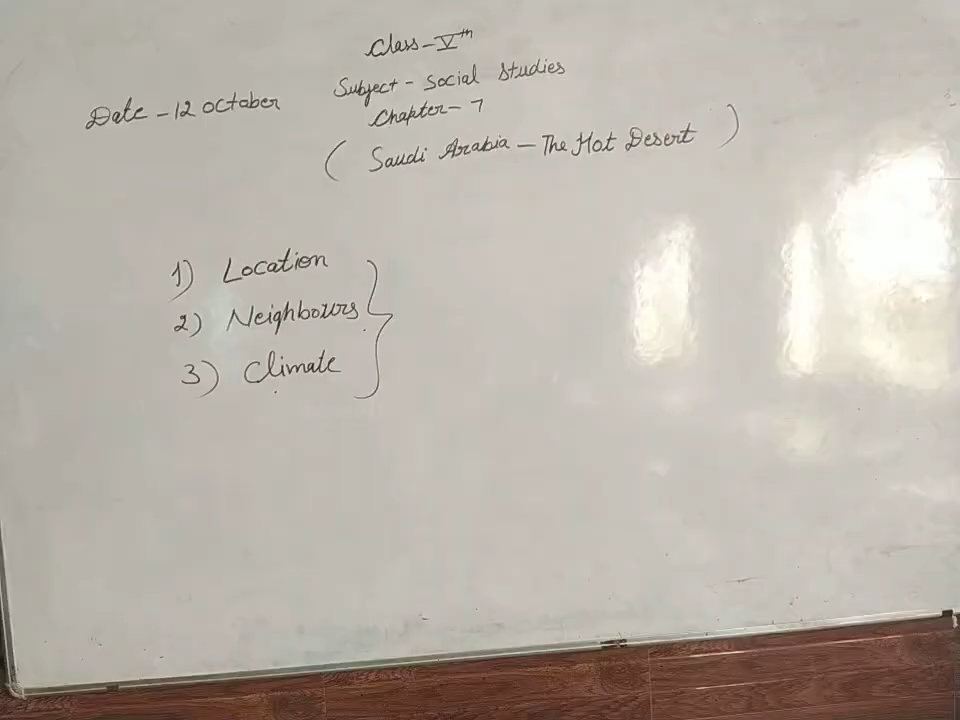 Class-Vth
Subject - Social Studies
Date - 12 October
Chapter - 7
( Saudi Arabia - The Hot Desert )
1) Location
2) Neighbours
3) Climate